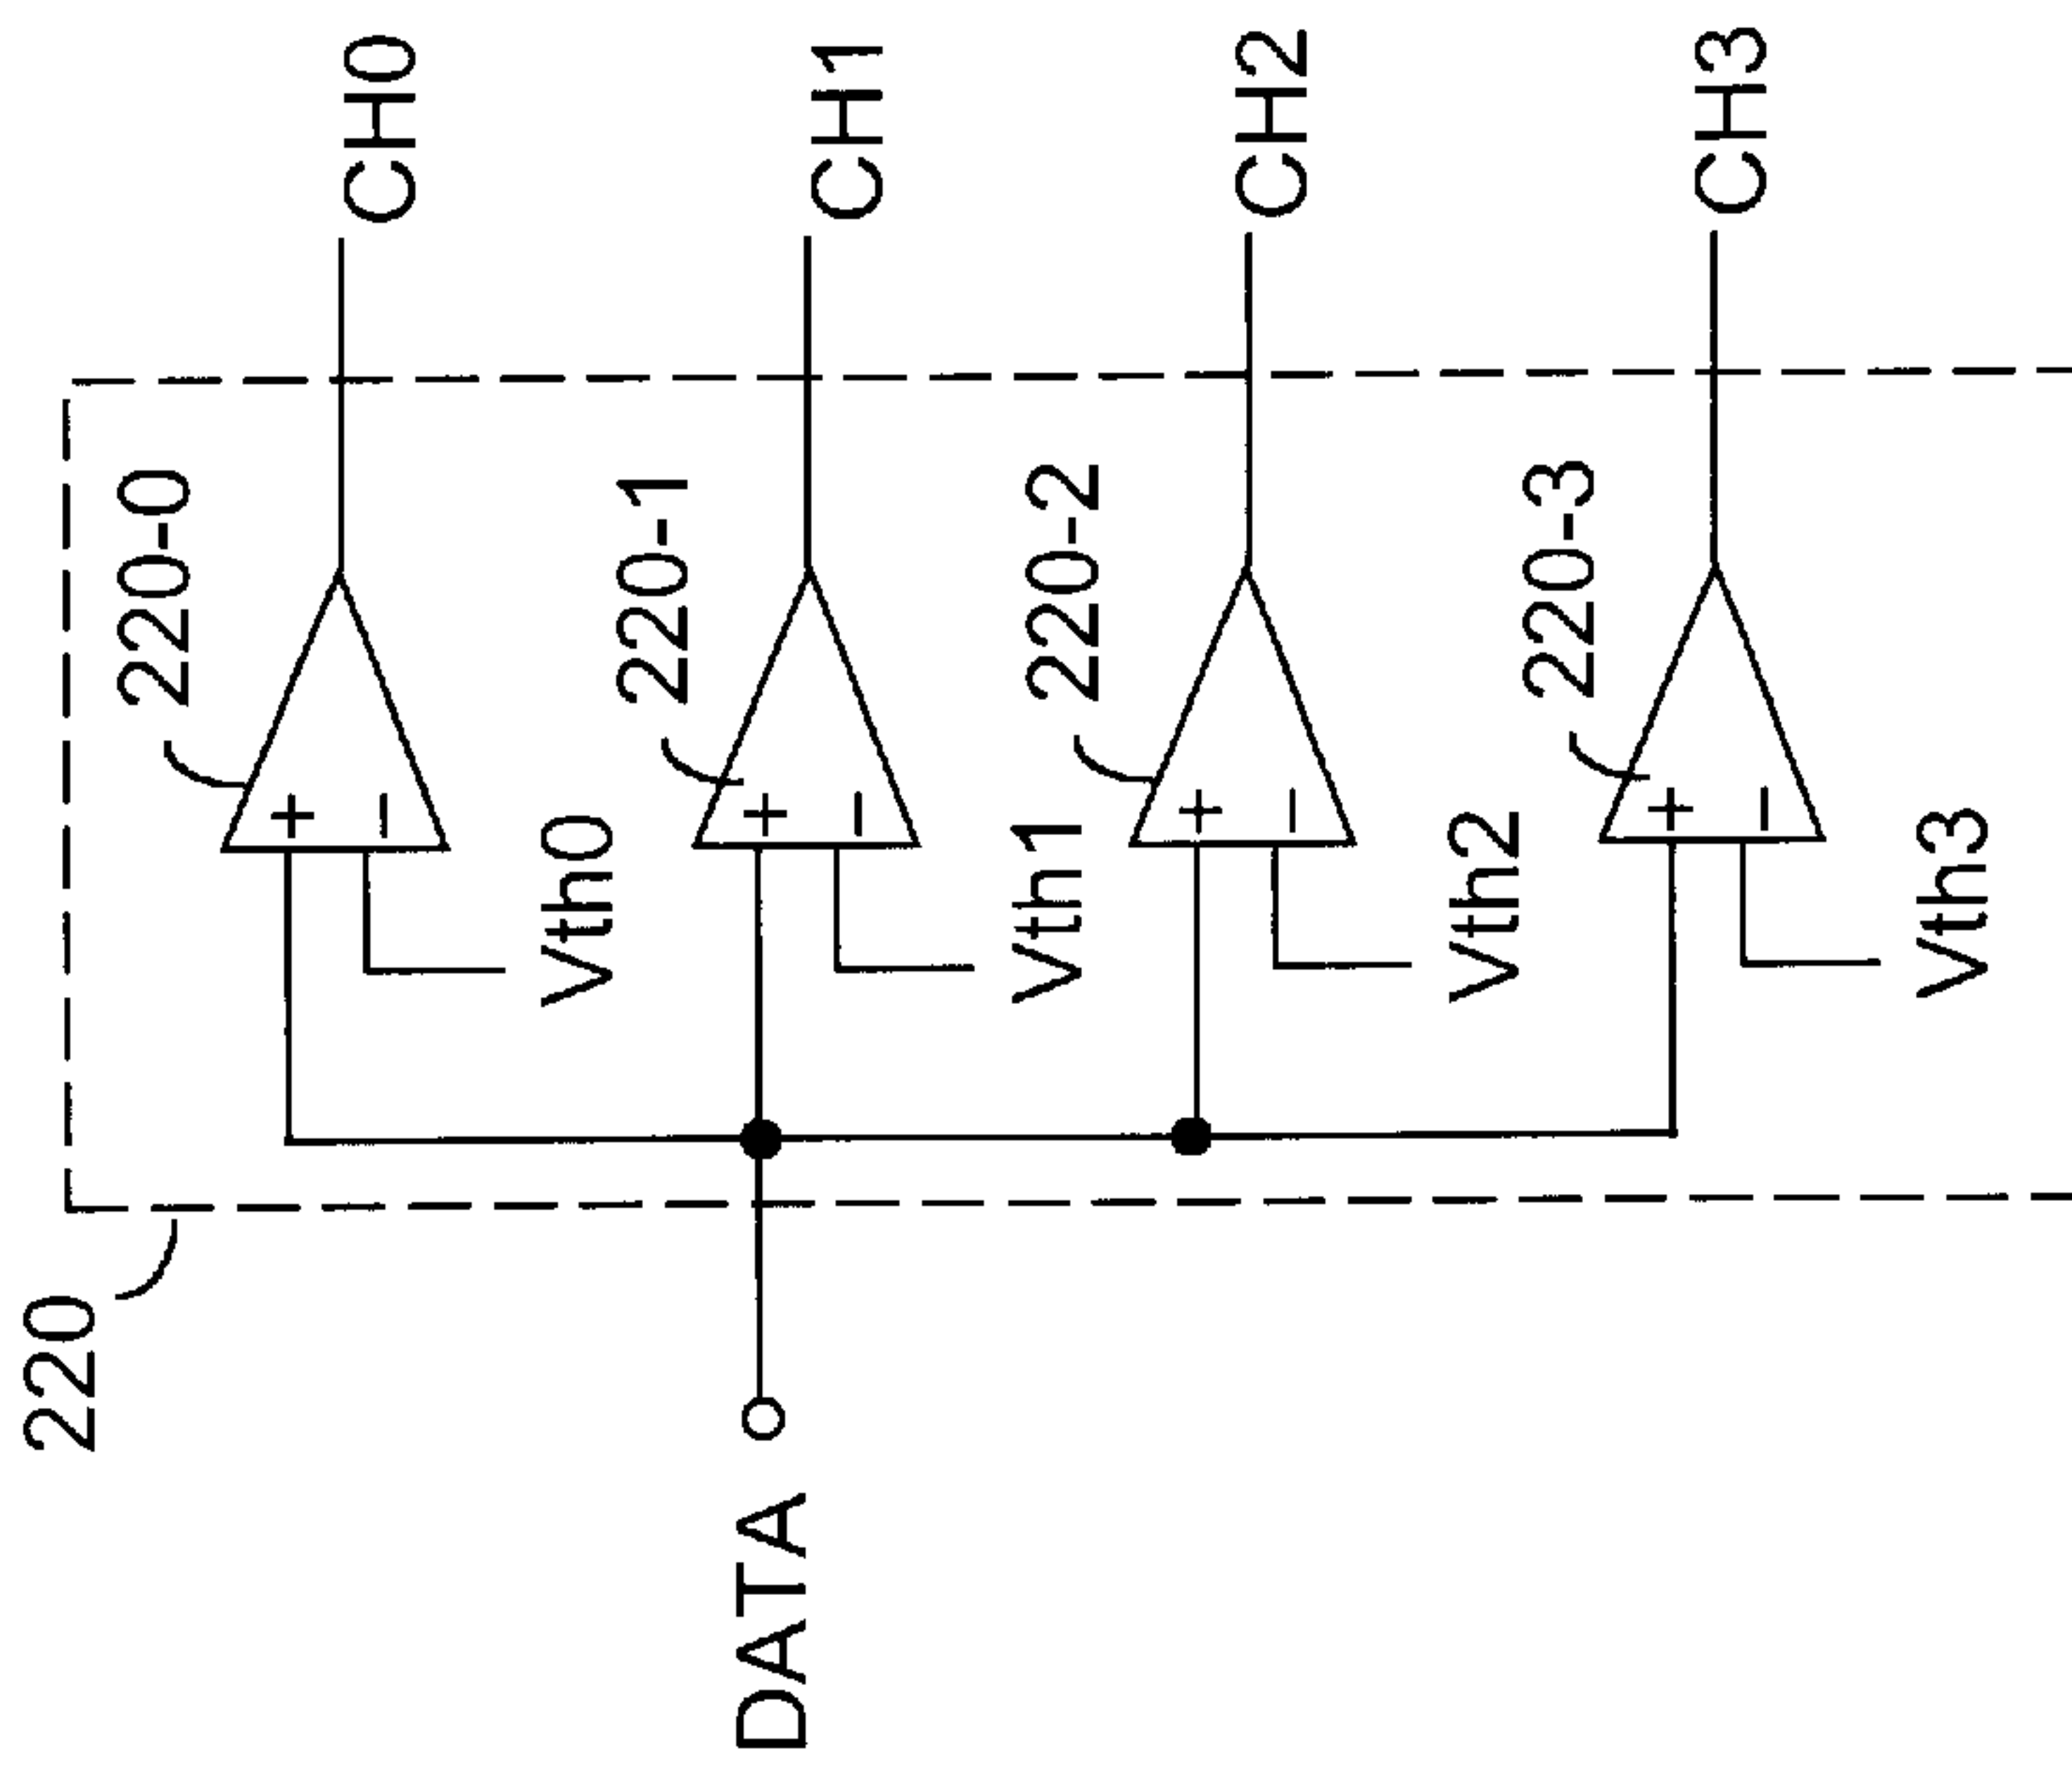 220
DATA
220-0
+
−
Vth0
CH0
220-1
+
−
Vth1
CH1
220-2
+
−
Vth2
CH2
220-3
+
−
Vth3
CH3